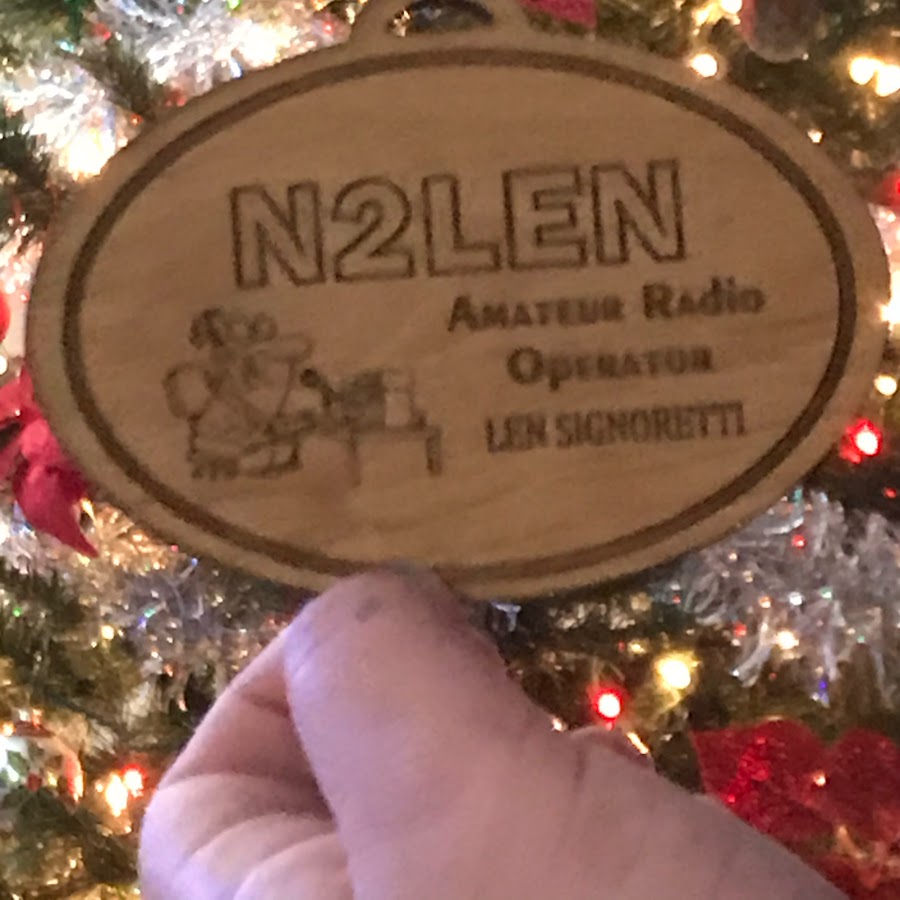 N2LEN
Amateur Radio
Operator
LEN SIGNORETTI